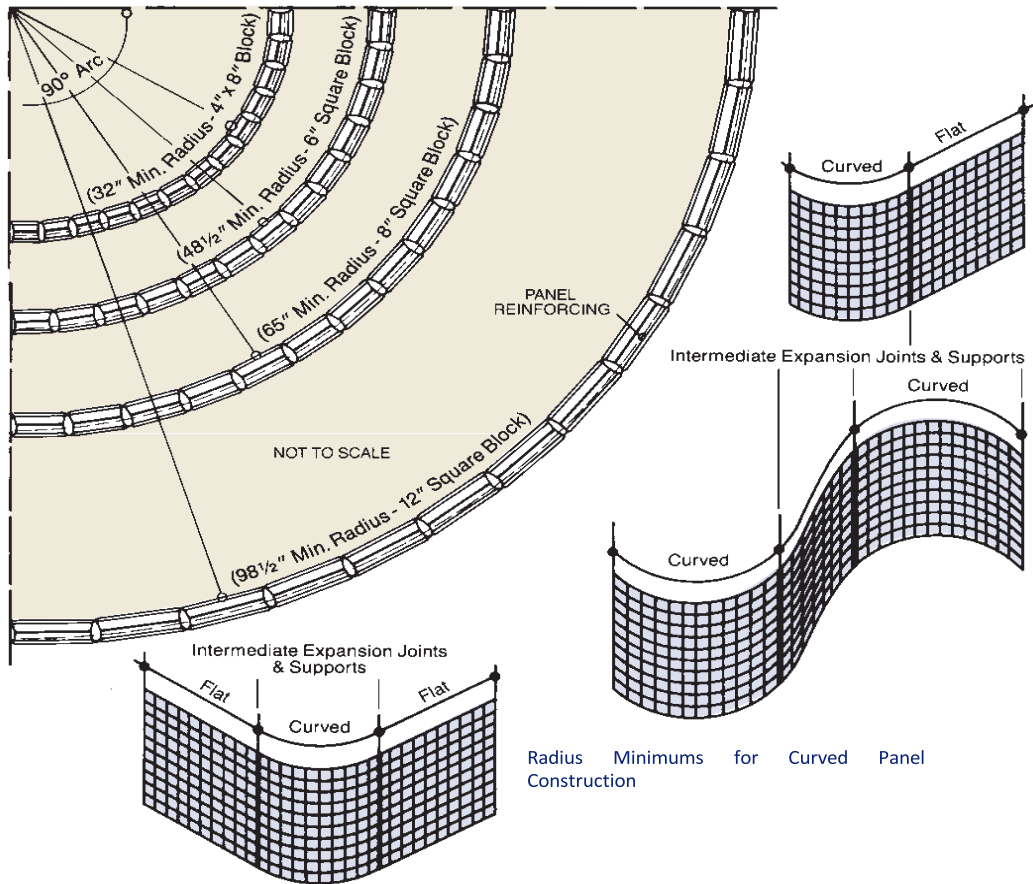 90° Arc
(32" Min. Radius - 4" x 8" Block)
(48½" Min. Radius - 6" Square Block)
(65" Min. Radius - 8" Square Block)
(98½" Min. Radius - 12" Square Block)
PANEL
REINFORCING
NOT TO SCALE
Curved
Flat
Intermediate Expansion Joints & Supports
Curved
Curved
Intermediate Expansion Joints
& Supports
Flat
Flat
Curved
Radius Minimums for Curved Panel
Construction